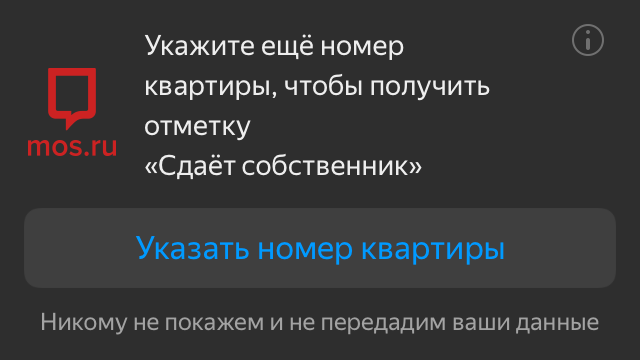 Укажите ещё номер
квартиры, чтобы получить
отметку
«Сдаёт собственник»
mos.ru
Указать номер квартиры
Никому не покажем и не передадим ваши данные